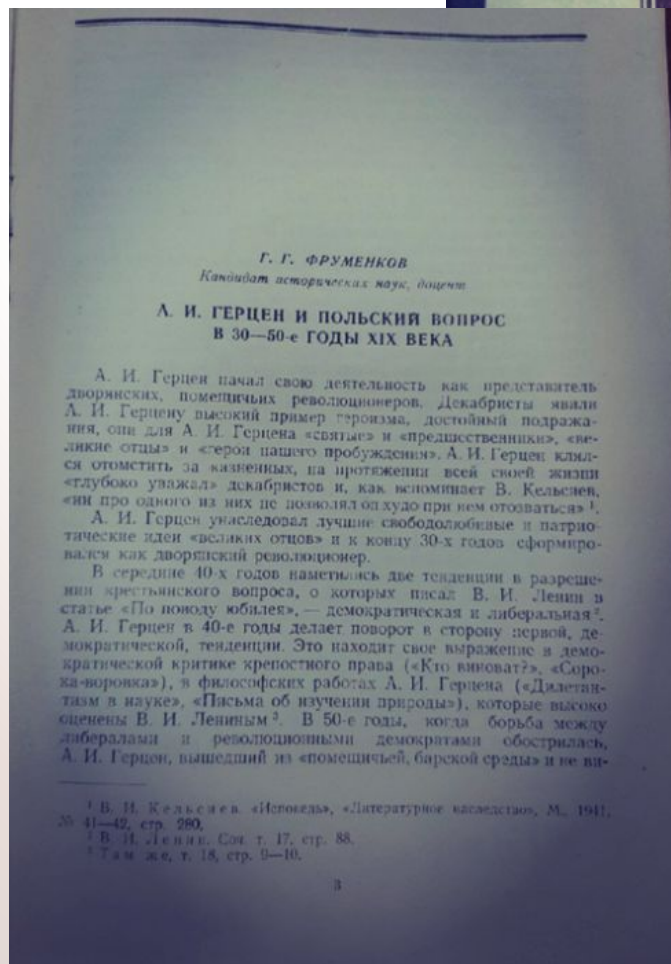 Г. Г. ФРУМЕНКОВ
Кандидат исторических наук, доцент
А. И. ГЕРЦЕН И ПОЛЬСКИЙ ВОПРОС
В 30—50-е ГОДЫ XIX ВЕКА
А. И. Герцен начал свою деятельность как представитель
дворянских, помещичьих революционеров. Декабристы явили
А. И. Герцену высокий пример героизма, достойный подража-
ния, они для А. И. Герцена «святые» и «предшественники», «ве-
ликие отцы» и «герои нашего пробуждения». А. И. Герцен клял-
ся отомстить за казненных, на протяжении всей своей жизни
«глубоко уважал» декабристов и, как вспоминает В. Кельсиев,
«ни про одного из них не позволял он худо при нем отозваться» ¹.
А. И. Герцен унаследовал лучшие свободолюбивые и патрио-
тические идеи «великих отцов» и к концу 30-х годов сформиро-
вался как дворянский революционер.
В середине 40-х годов наметились две тенденции в разреше-
нии крестьянского вопроса, о которых писал В. И. Ленин в
статье «По поводу юбилея», — демократическая и либеральная ².
А. И. Герцен в 40-е годы делает поворот в сторону первой, де-
мократической, тенденции. Это находит свое выражение в демо-
кратической критике крепостного права («Кто виноват?», «Соро-
ка-воровка»), в философских работах А. И. Герцена («Дилетан-
тизм в науке», «Письма об изучении природы»), которые высоко
оценены В. И. Лениным ³. В 50-е годы, когда борьба между
либералами и революционными демократами обострилась,
А. И. Герцен, вышедший из «помещичьей, барской среды» и не ви-
¹ В. И. Кельсиев. «Исповедь», «Литературное наследство», М., 1941,
№ 41—42, стр. 280.
² В. И. Ленин. Соч. т. 17, стр. 88.
³ Там же, т. 18, стр. 9—10.
3